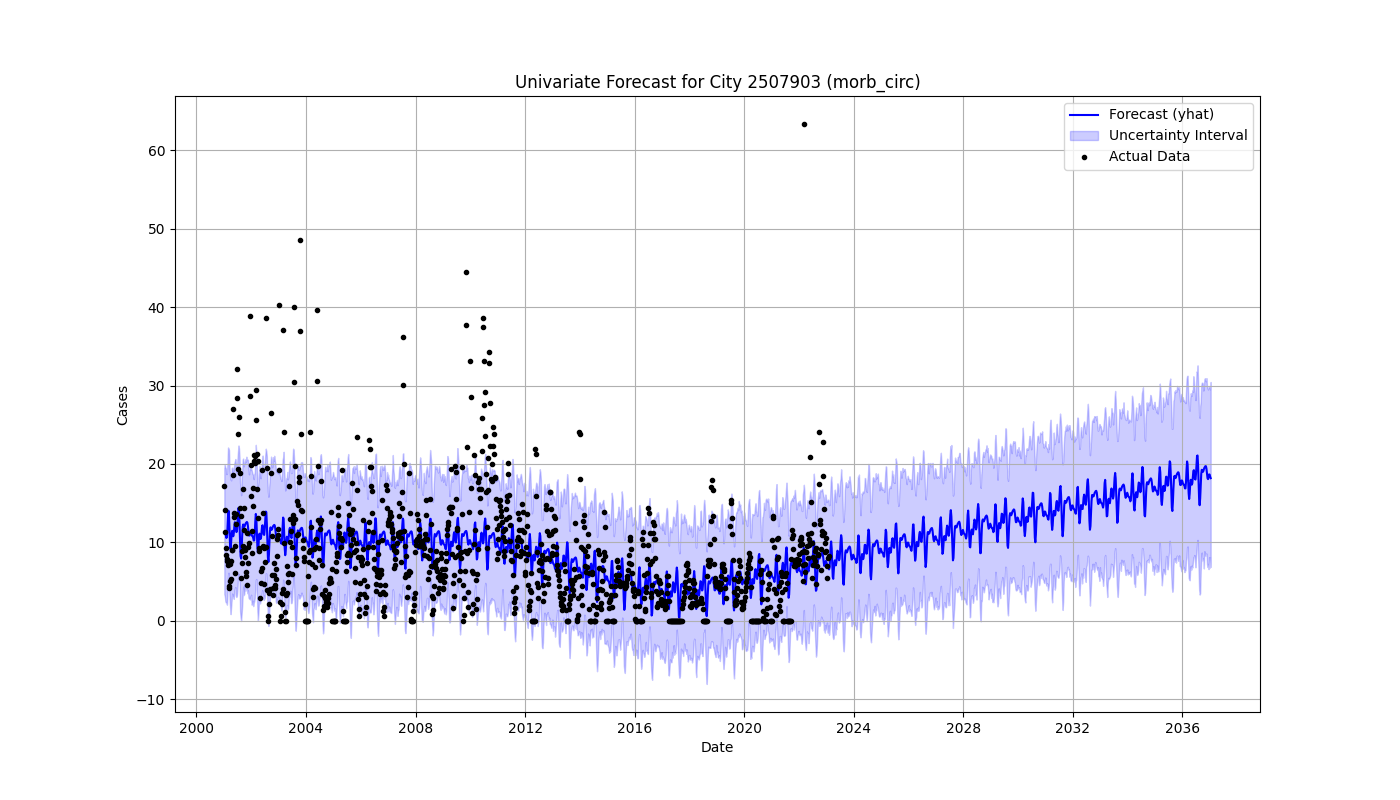 Univariate Forecast for City 2507903 (morb_circ)
Forecast (yhat)
Uncertainty Interval
Actual Data
60
50
40
30
20
10
0
−10
Cases
2000 2004 2008 2012 2016 2020 2024 2028 2032 2036
Date